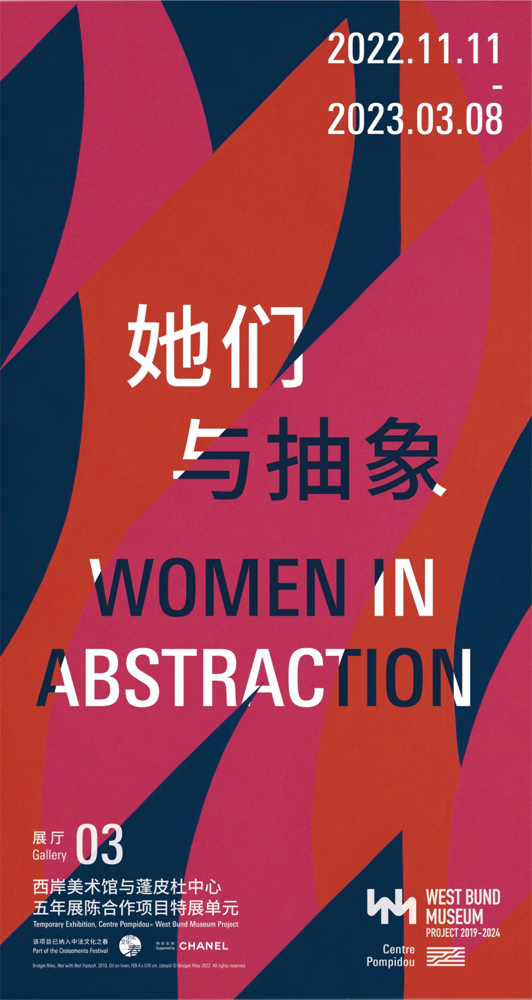 2022.11.11
-
2023.03.08
她们
与抽象
WOMEN IN
ABSTRACTION
展厅 03
Gallery
西岸美术馆与蓬皮杜中心
五年展陈合作项目特展单元
Temporary Exhibition, Centre Pompidou× West Bund Museum Project
该项目已纳入中法文化之春
Part of the Croisements Festival
中法
文化
春
特别支持
Supported by
CHANEL
Bridget Riley, Red with Red Triptych, 2010, Oil on linen,169.4 x 570 cm. (detail) © Bridget Riley 2022. All rights reserved.
WEST BUND
MUSEUM
PROJECT 2019–2024
Centre
Pompidou